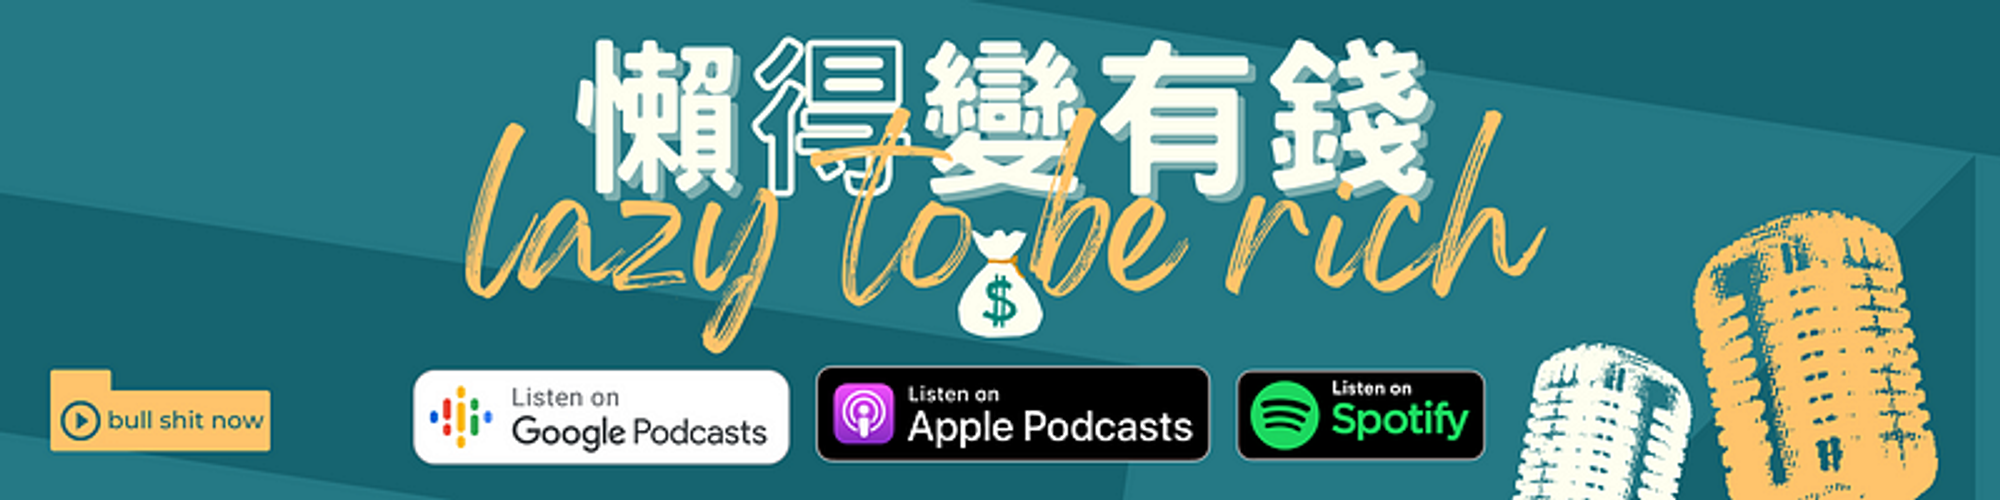 懶得變有錢
lazy to be rich
$
bull shit now
Listen on
Google Podcasts
Listen on
Apple Podcasts
Listen on
Spotify